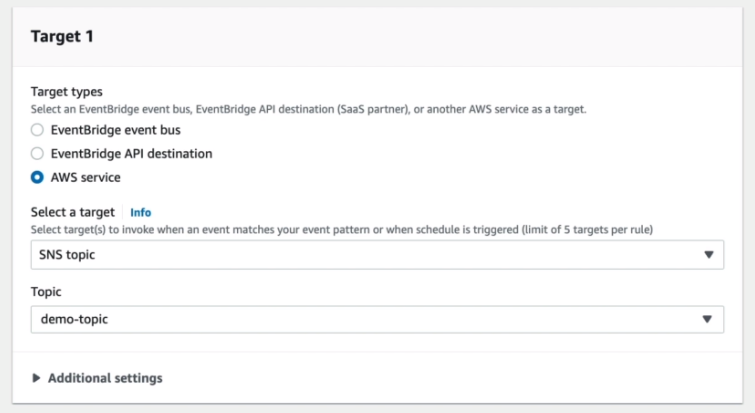 Target 1
Target types
Select an EventBridge event bus, EventBridge API destination (SaaS partner), or another AWS service as a target.
EventBridge event bus
EventBridge API destination
AWS service
Select a target Info
Select target(s) to invoke when an event matches your event pattern or when schedule is triggered (limit of 5 targets per rule)
SNS topic
Topic
demo-topic
Additional settings